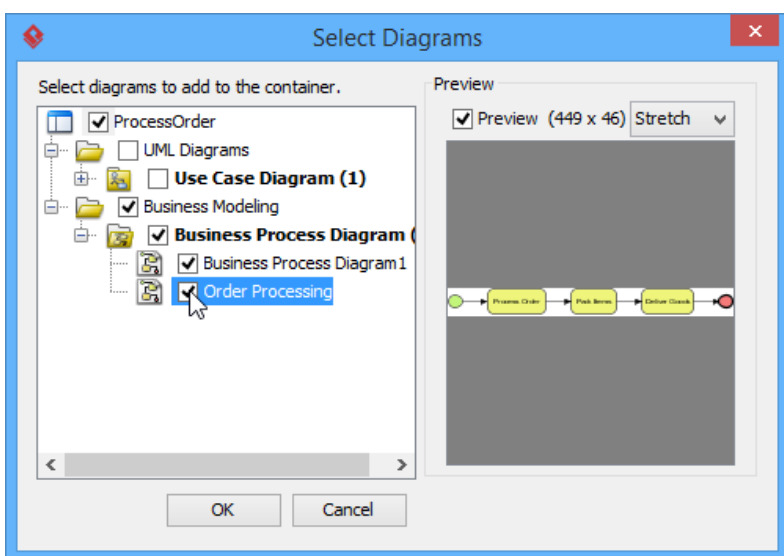 Select Diagrams
Select diagrams to add to the container.
ProcessOrder
UML Diagrams
Use Case Diagram (1)
Business Modeling
Business Process Diagram (
Business Process Diagram1
Order Processing
Preview
Preview (449 x 46) Stretch
Process Order Pack Items Deliver Goods
OK Cancel